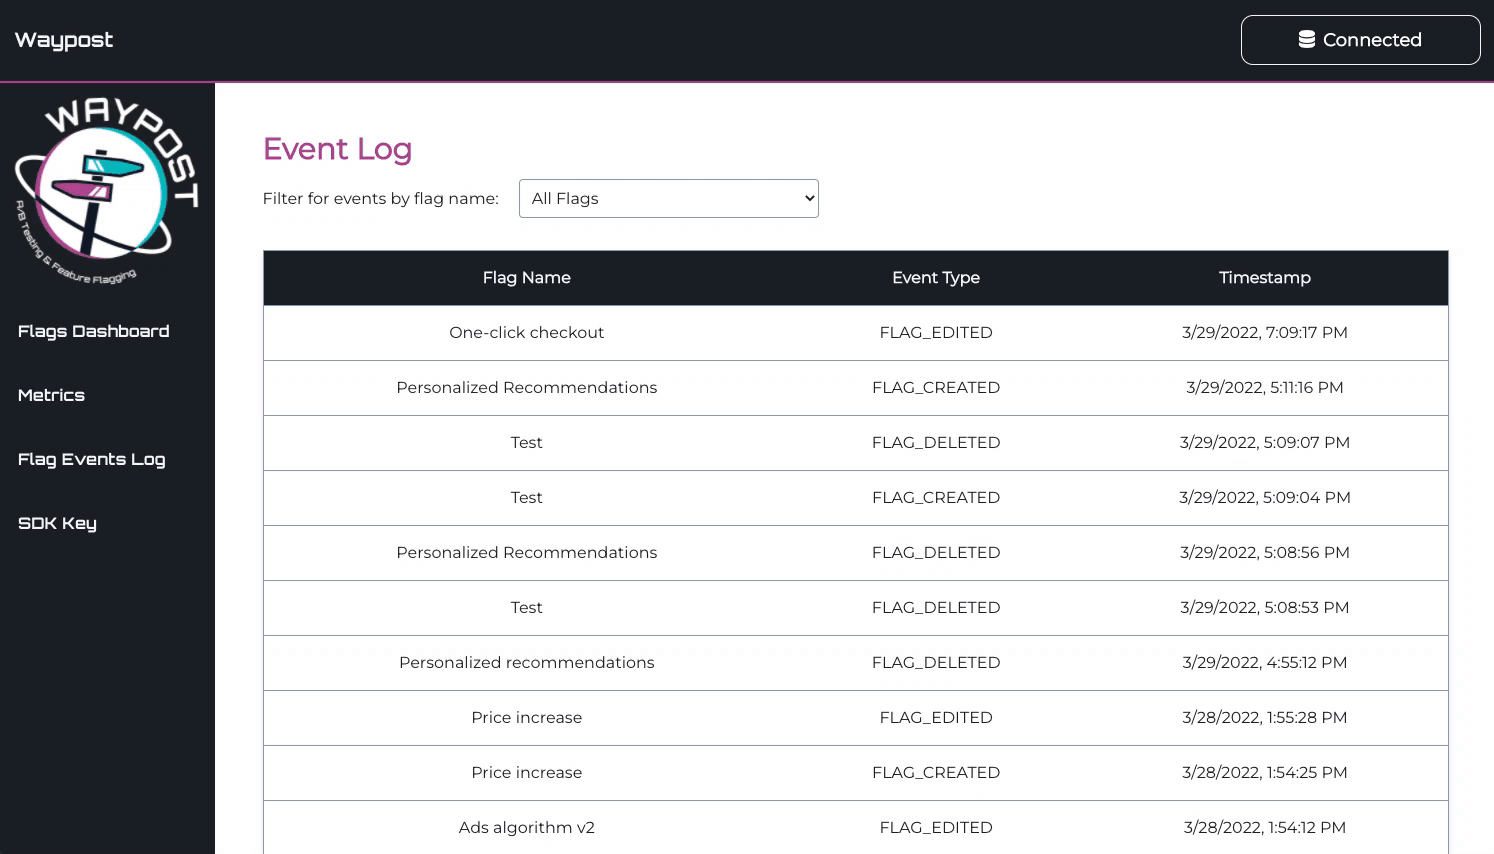 Waypost
Connected
WAYPOST
A/B Testing & Feature Flagging
Flags Dashboard
Metrics
Flag Events Log
SDK Key
Event Log
Filter for events by flag name: All Flags
Flag Name Event Type Timestamp
One-click checkout FLAG_EDITED 3/29/2022, 7:09:17 PM
Personalized Recommendations FLAG_CREATED 3/29/2022, 5:11:16 PM
Test FLAG_DELETED 3/29/2022, 5:09:07 PM
Test FLAG_CREATED 3/29/2022, 5:09:04 PM
Personalized Recommendations FLAG_DELETED 3/29/2022, 5:08:56 PM
Test FLAG_DELETED 3/29/2022, 5:08:53 PM
Personalized recommendations FLAG_DELETED 3/29/2022, 4:55:12 PM
Price increase FLAG_EDITED 3/28/2022, 1:55:28 PM
Price increase FLAG_CREATED 3/28/2022, 1:54:25 PM
Ads algorithm v2 FLAG_EDITED 3/28/2022, 1:54:12 PM